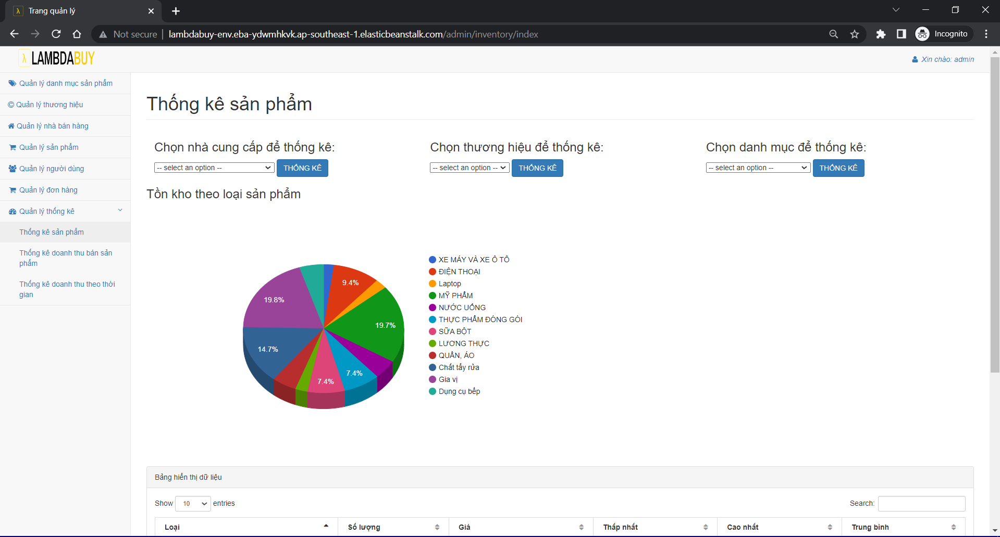 λ Trang quản lý
Not secure lambdabuy-env.eba-ydwmhkvk.ap-southeast-1.elasticbeanstalk.com/admin/inventory/index Incognito
λ LAMBDABUY
Xin chào: admin
Quản lý danh mục sản phẩm
Quản lý thương hiệu
Quản lý nhà bán hàng
Quản lý sản phẩm
Quản lý người dùng
Quản lý đơn hàng
Quản lý thống kê
Thống kê sản phẩm
Thống kê doanh thu bán sản
phẩm
Thống kê doanh thu theo thời
gian
Thống kê sản phẩm
Chọn nhà cung cấp để thống kê:
-- select an option -- THỐNG KÊ
Chọn thương hiệu để thống kê:
-- select an option -- THỐNG KÊ
Chọn danh mục để thống kê:
-- select an option -- THỐNG KÊ
Tồn kho theo loại sản phẩm
9.4%
19.8%
19.7%
14.7%
7.4%
7.4%
XE MÁY VÀ XE Ô TÔ
ĐIỆN THOẠI
Laptop
MỸ PHẨM
NƯỚC UỐNG
THỰC PHẨM ĐÓNG GÓI
SỮA BỘT
LƯƠNG THỰC
QUẦN, ÁO
Chất tẩy rửa
Gia vị
Dụng cụ bếp
Bảng hiển thị dữ liệu
Show 10 entries
Search:
Loại Số lượng Giá Thấp nhất Cao nhất Trung bình